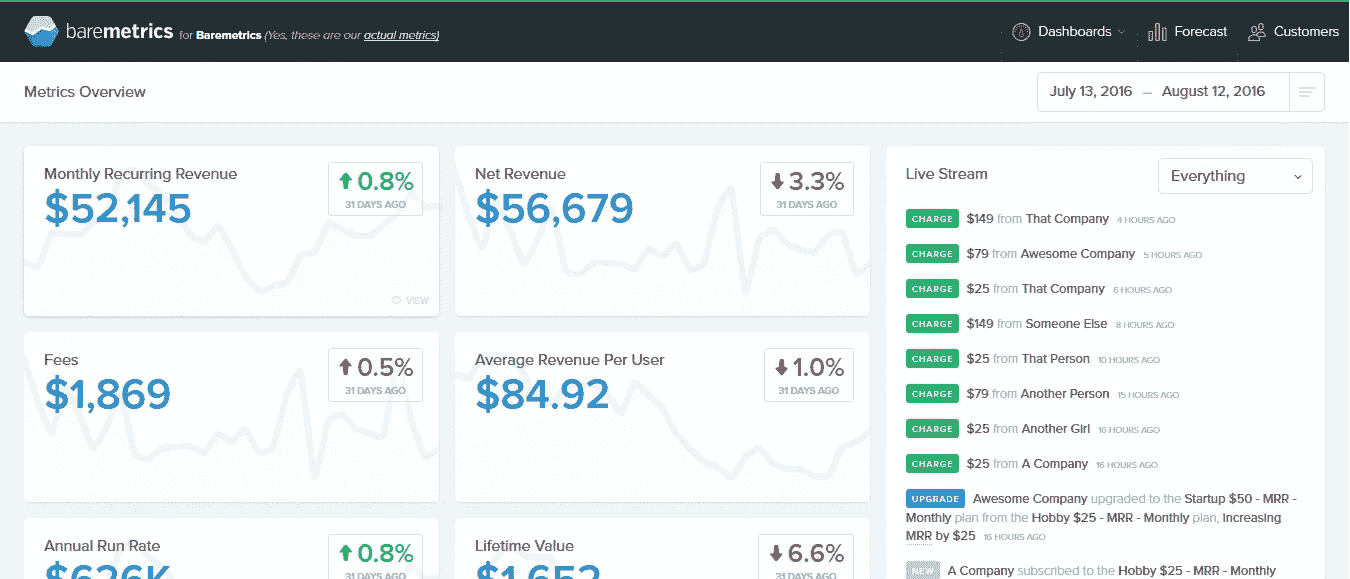 baremetrics for Baremetrics (Yes, these are our actual metrics)
Dashboards
Forecast
Customers
Metrics Overview
July 13, 2016 – August 12, 2016
Monthly Recurring Revenue
$52,145
0.8%
31 DAYS AGO
VIEW
Net Revenue
$56,679
3.3%
31 DAYS AGO
Fees
$1,869
0.5%
31 DAYS AGO
Average Revenue Per User
$84.92
1.0%
31 DAYS AGO
Annual Run Rate
$626K
0.8%
31 DAYS AGO
Lifetime Value
$1,652
6.6%
31 DAYS AGO
Live Stream
Everything
CHARGE $149 from That Company 4 HOURS AGO
CHARGE $79 from Awesome Company 5 HOURS AGO
CHARGE $25 from That Company 6 HOURS AGO
CHARGE $149 from Someone Else 8 HOURS AGO
CHARGE $25 from That Person 10 HOURS AGO
CHARGE $79 from Another Person 15 HOURS AGO
CHARGE $25 from Another Girl 16 HOURS AGO
CHARGE $25 from A Company 16 HOURS AGO
UPGRADE Awesome Company upgraded to the Startup $50 - MRR -
Monthly plan from the Hobby $25 - MRR - Monthly plan, increasing
MRR by $25 16 HOURS AGO
NEW A Company subscribed to the Hobby $25 - MRR - Monthly